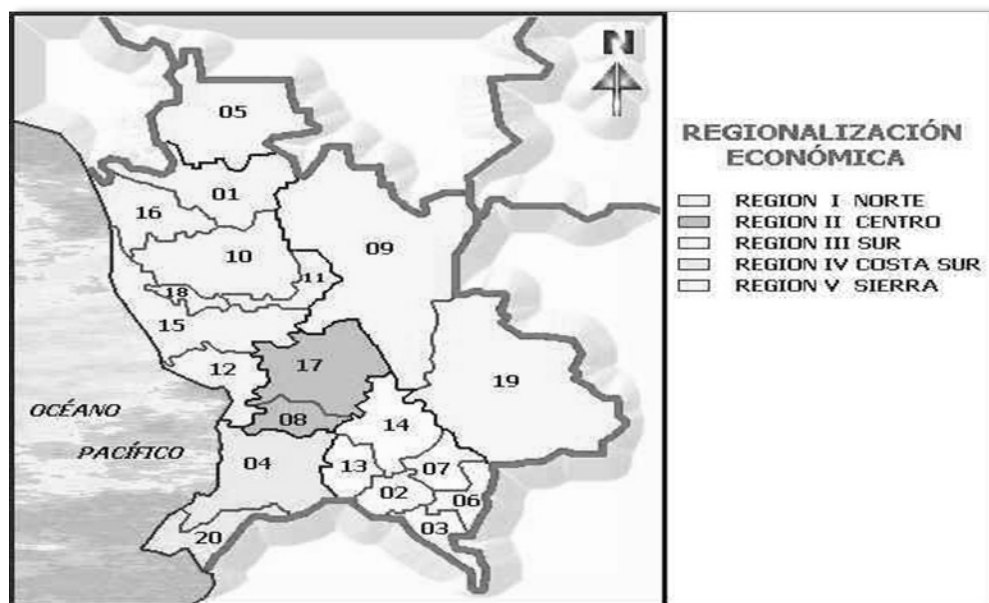 N
05
01
16
09
10
11
18
15
12
17
19
08
14
04
13
07
02
06
03
20
OCÉANO
PACÍFICO
REGIONALIZACIÓN
ECONÓMICA
REGION I NORTE
REGION II CENTRO
REGION III SUR
REGION IV COSTA SUR
REGION V SIERRA